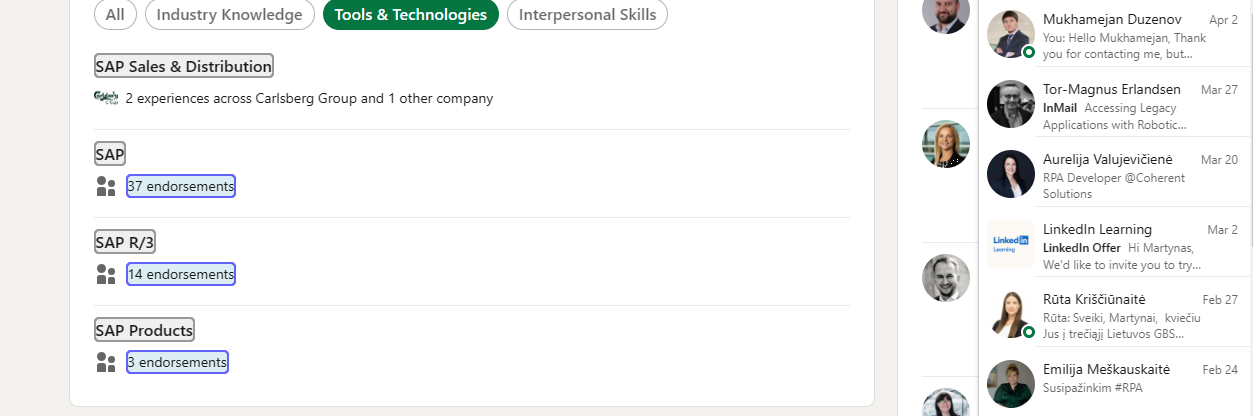 All
Industry Knowledge
Tools & Technologies
Interpersonal Skills
SAP Sales & Distribution
2 experiences across Carlsberg Group and 1 other company
SAP
37 endorsements
SAP R/3
14 endorsements
SAP Products
3 endorsements
Mukhamejan Duzenov Apr 2
You: Hello Mukhamejan, Thank
you for contacting me, but...
Tor-Magnus Erlandsen Mar 27
InMail Accessing Legacy
Applications with Robotic...
Aurelija Valujevičienė Mar 20
RPA Developer @Coherent
Solutions
Linked in
Learning
LinkedIn Learning Mar 2
LinkedIn Offer Hi Martynas,
We'd like to invite you to try...
Rūta Kriščiūnaitė Feb 27
Rūta: Sveiki, Martynai, kviečiu
Jus į trečiąjį Lietuvos GBS...
Emilija Meškauskaitė Feb 24
Susipažinkim #RPA